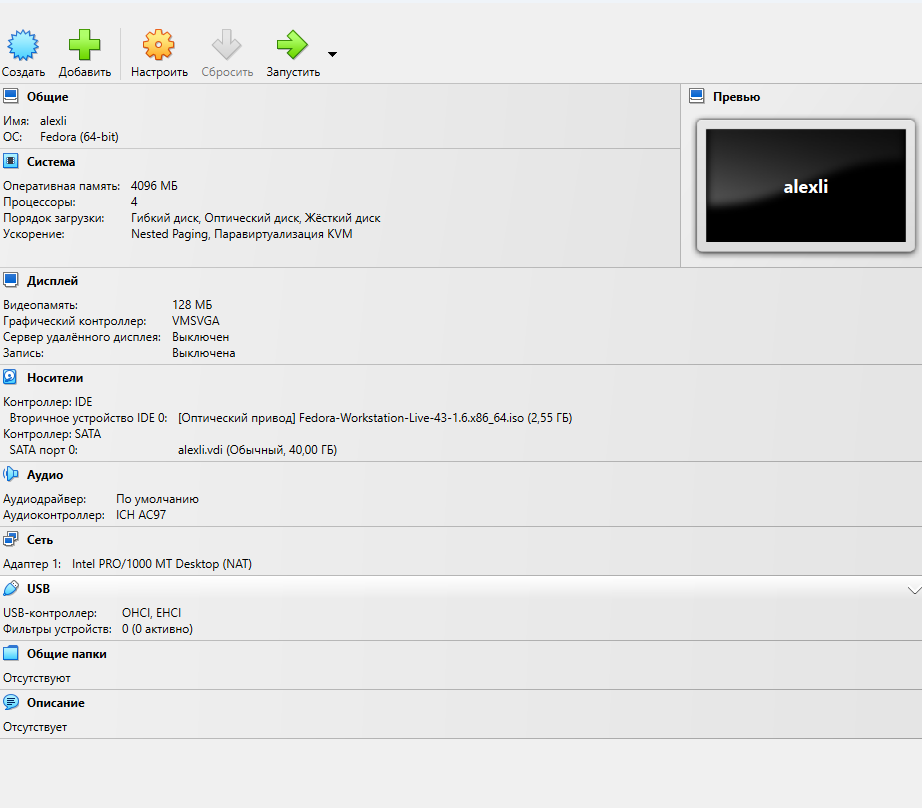 Создать Добавить Настроить Сбросить Запустить
Общие
Имя: alexli
ОС: Fedora (64-bit)
Превью
alexli
Система
Оперативная память: 4096 МБ
Процессоры: 4
Порядок загрузки: Гибкий диск, Оптический диск, Жёсткий диск
Ускорение: Nested Paging, Паравиртуализация KVM
Дисплей
Видеопамять: 128 МБ
Графический контроллер: VMSVGA
Сервер удалённого дисплея: Выключен
Запись: Выключена
Носители
Контроллер: IDE
Вторичное устройство IDE 0: [Оптический привод] Fedora-Workstation-Live-43-1.6.x86_64.iso (2,55 ГБ)
Контроллер: SATA
SATA порт 0: alexli.vdi (Обычный, 40,00 ГБ)
Аудио
Аудиодрайвер: По умолчанию
Аудиоконтроллер: ICH AC97
Сеть
Адаптер 1: Intel PRO/1000 MT Desktop (NAT)
USB
USB-контроллер: OHCI, EHCI
Фильтры устройств: 0 (0 активно)
Общие папки
Отсутствуют
Описание
Отсутствует